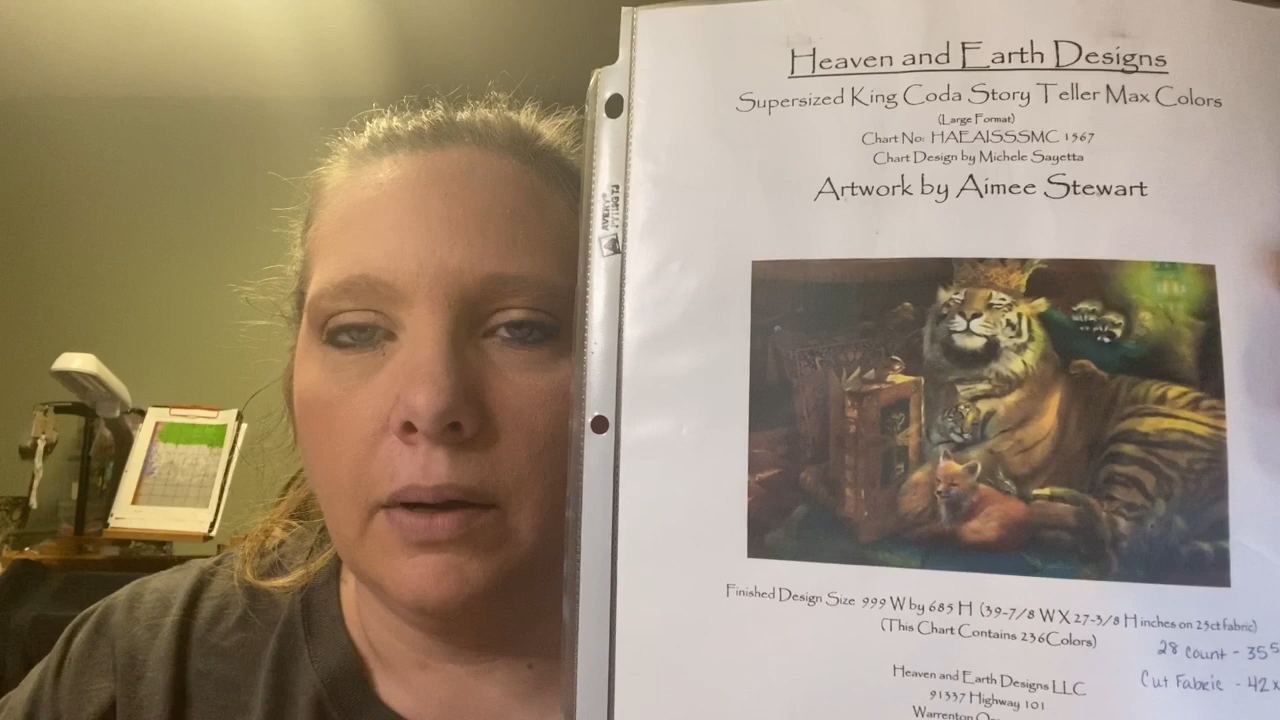 Heaven and Earth Designs
Supersized King Coda Story Teller Max Colors
(Large Format)
Chart No: HAEAISSSMC 1567
Chart Design by Michele Sayetta
Artwork by Aimee Stewart
AVERY®
Finished Design Size 999 W by 685 H (39-7/8 W X 27-3/8 H inches on 25ct fabric)
(This Chart Contains 236Colors)
28 count - 35
Cut Fabric - 42 x
Heaven and Earth Designs LLC
91337 Highway 101
Warrenton